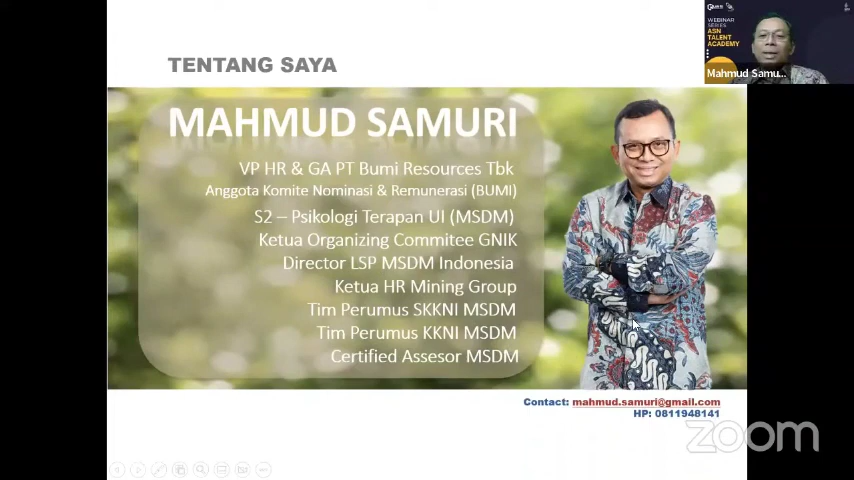 TENTANG SAYA
MAHMUD SAMURI
VP HR & GA PT Bumi Resources Tbk
Anggota Komite Nominasi & Remunerasi (BUMI)
S2 – Psikologi Terapan UI (MSDM)
Ketua Organizing Commitee GNIK
Director LSP MSDM Indonesia
Ketua HR Mining Group
Tim Perumus SKKNI MSDM
Tim Perumus KKNI MSDM
Certified Assesor MSDM
Contact: mahmud.samuri@gmail.com
HP: 0811948141
zoom
WEBINAR
SERIES
ASN
TALENT
ACADEMY
Mahmud Samu...